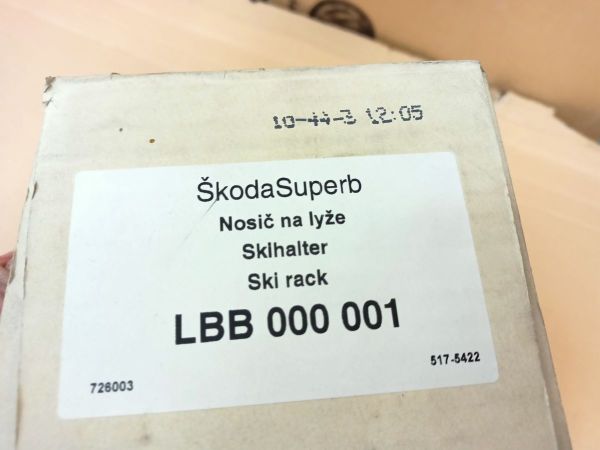 10-44-3 12:05
ŠkodaSuperb
Nosič na lyže
Skihalter
Ski rack
LBB 000 001
726003
517-5422